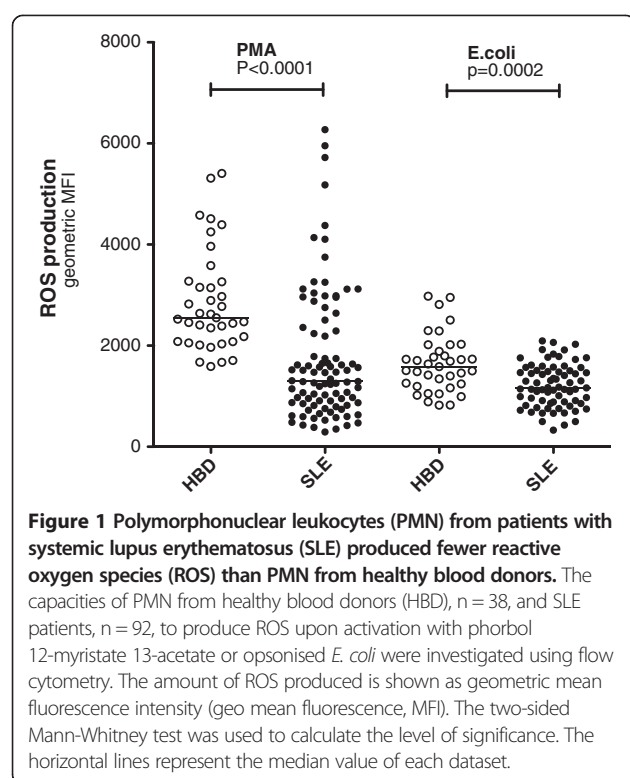 8000
PMA
P<0.0001
E.coli
p=0.0002
6000
4000
2000
0
ROS production
geometric MFI
HBD
SLE
HBD
SLE
Figure 1 Polymorphonuclear leukocytes (PMN) from patients with
systemic lupus erythematosus (SLE) produced fewer reactive
oxygen species (ROS) than PMN from healthy blood donors. The
capacities of PMN from healthy blood donors (HBD), n = 38, and SLE
patients, n = 92, to produce ROS upon activation with phorbol
12-myristate 13-acetate or opsonised E. coli were investigated using flow
cytometry. The amount of ROS produced is shown as geometric mean
fluorescence intensity (geo mean fluorescence, MFI). The two-sided
Mann-Whitney test was used to calculate the level of significance. The
horizontal lines represent the median value of each dataset.